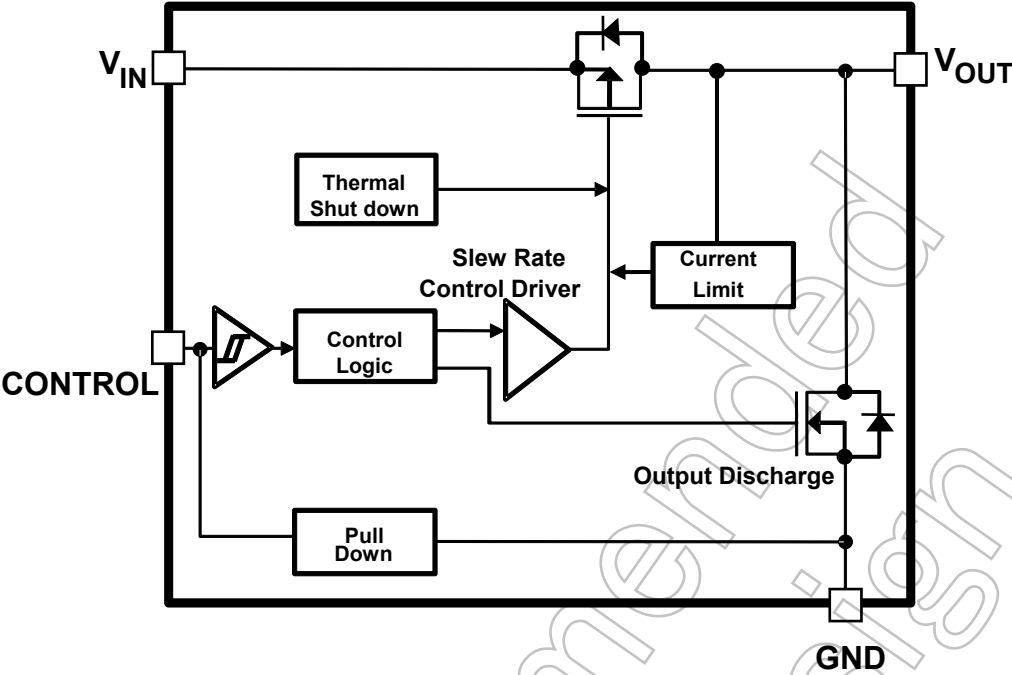 VIN
VOUT
Thermal
Shut down
Slew Rate
Control Driver
Current
Limit
CONTROL
Control
Logic
Output Discharge
Pull
Down
GND